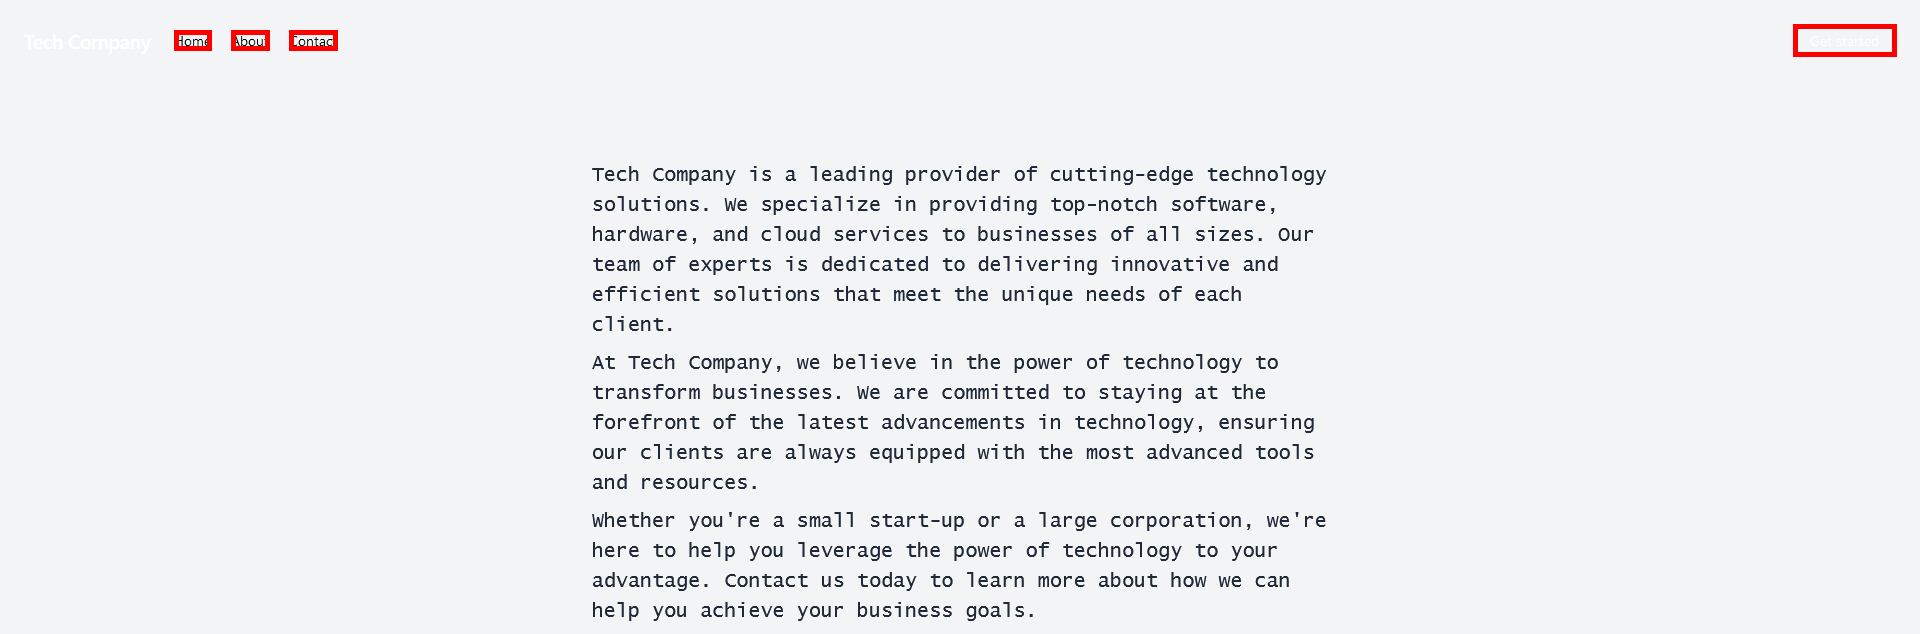 Tech Company Home About Contact Get started
Tech Company is a leading provider of cutting-edge technology
solutions. We specialize in providing top-notch software,
hardware, and cloud services to businesses of all sizes. Our
team of experts is dedicated to delivering innovative and
efficient solutions that meet the unique needs of each
client.
At Tech Company, we believe in the power of technology to
transform businesses. We are committed to staying at the
forefront of the latest advancements in technology, ensuring
our clients are always equipped with the most advanced tools
and resources.
Whether you're a small start-up or a large corporation, we're
here to help you leverage the power of technology to your
advantage. Contact us today to learn more about how we can
help you achieve your business goals.